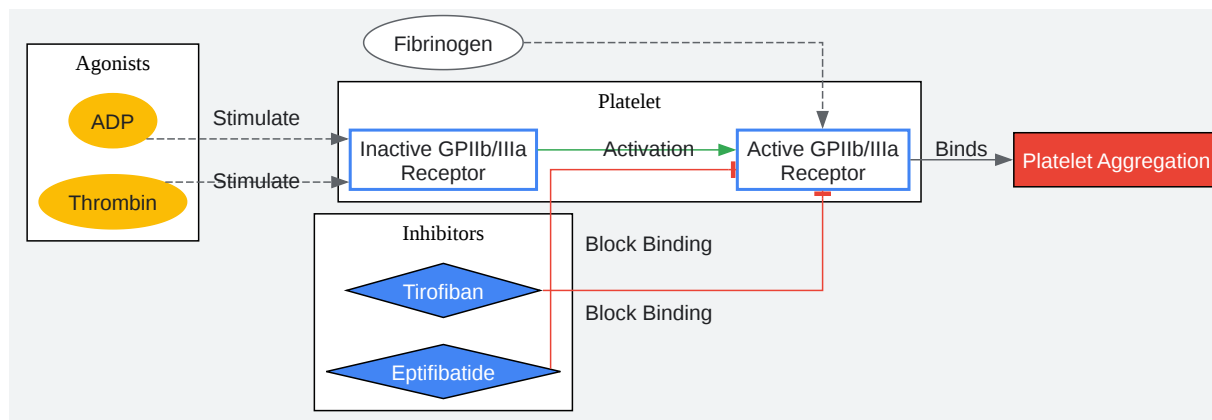 Fibrinogen
Agonists
Platelet
ADP
Stimulate
Inactive GPIIb/IIIa
Receptor
Activation
Active GPIIb/IIIa
Receptor
Binds
Platelet Aggregation
Stimulate
Thrombin
Inhibitors
Block Binding
Tirofiban
Block Binding
Eptifibatide